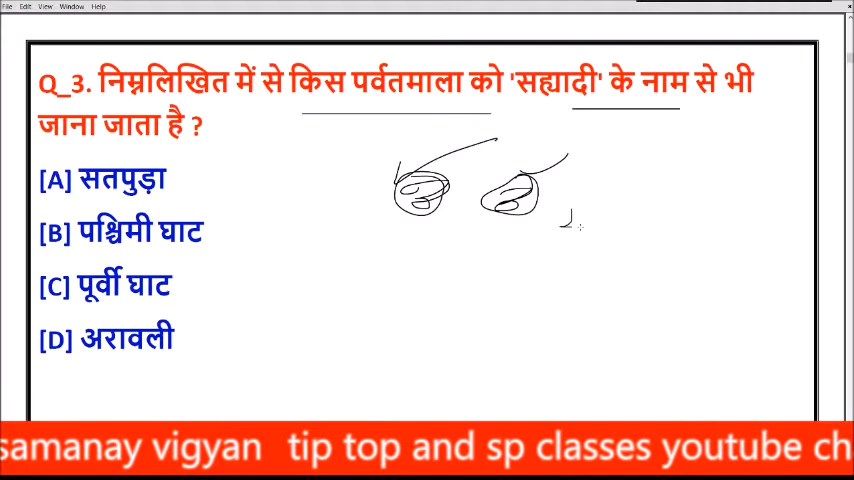 File Edit View Window Help
Q_3. निम्नलिखित में से किस पर्वतमाला को 'सह्यादी' के नाम से भी
जाना जाता है ?
[A] सतपुड़ा
[B] पश्चिमी घाट
[C] पूर्वी घाट
[D] अरावली
samanay vigyan tip top and sp classes youtube ch